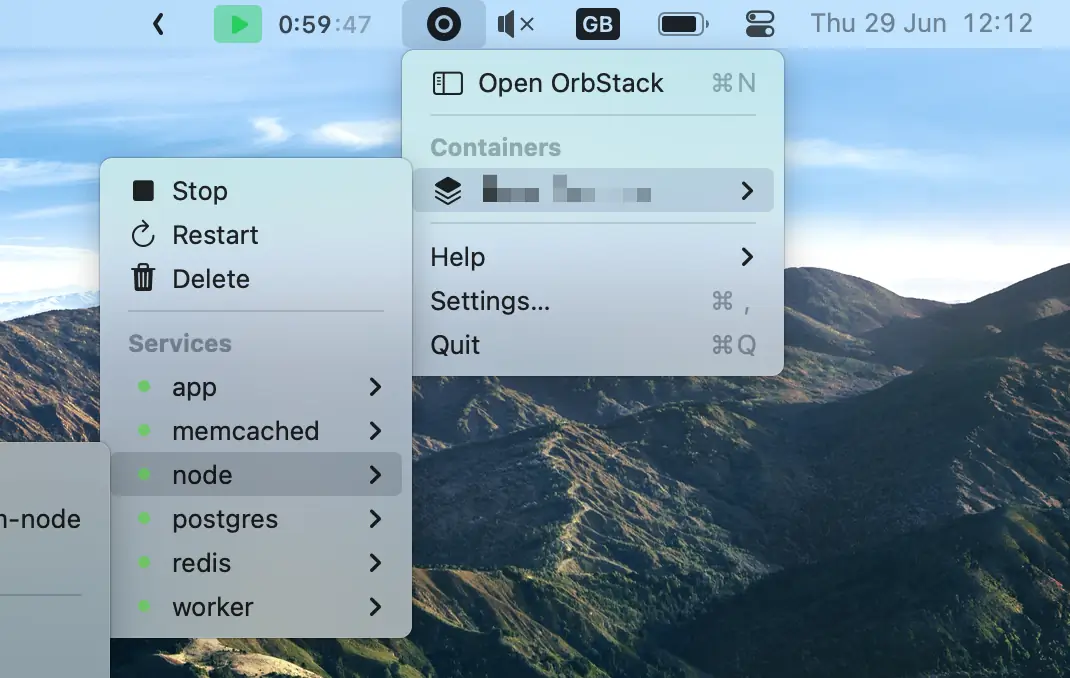 0:59:47
GB
Thu 29 Jun 12:12
Open OrbStack ⌘N
Containers
Help
Settings... ⌘ ,
Quit ⌘Q
Stop
Restart
Delete
Services
app
memcached
node
postgres
redis
worker
-node